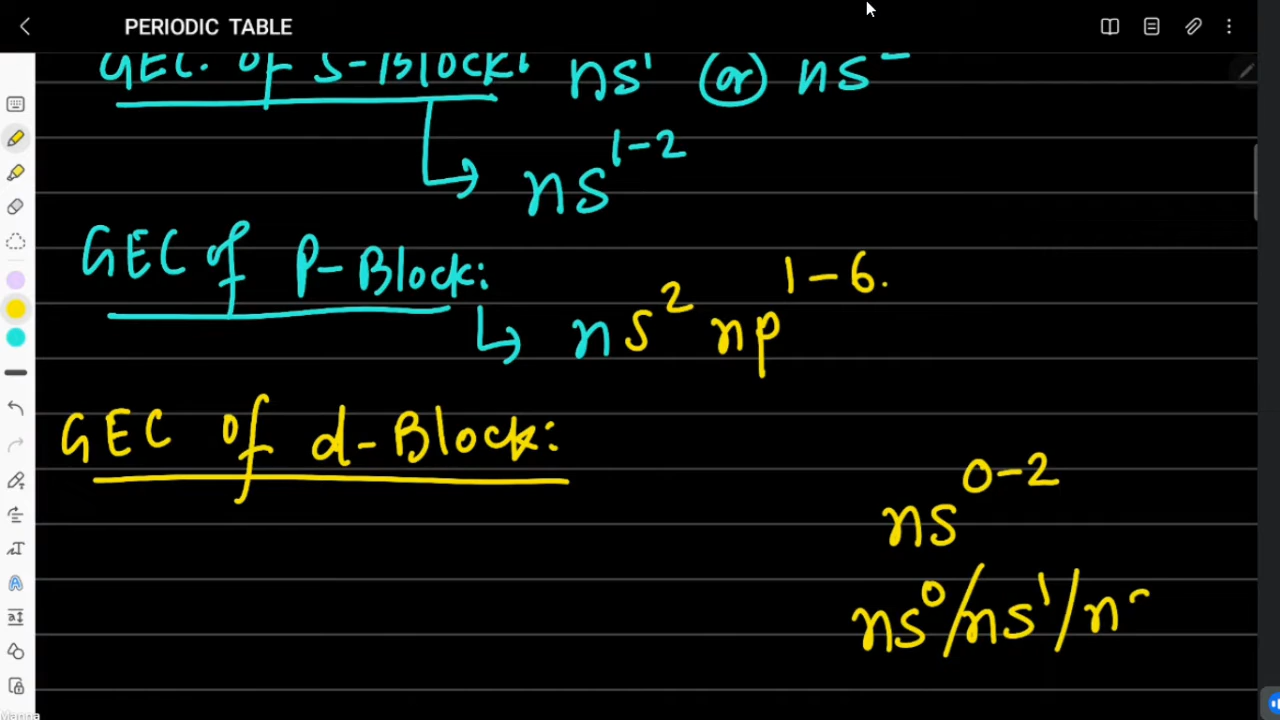 PERIODIC TABLE
GEC. of S-Block: ns¹ (or) ns
ns¹⁻²
GEC of P-Block:
ns² np¹⁻⁶.
GEC of d-Block:
ns⁰⁻²
ns⁰/ns¹/n